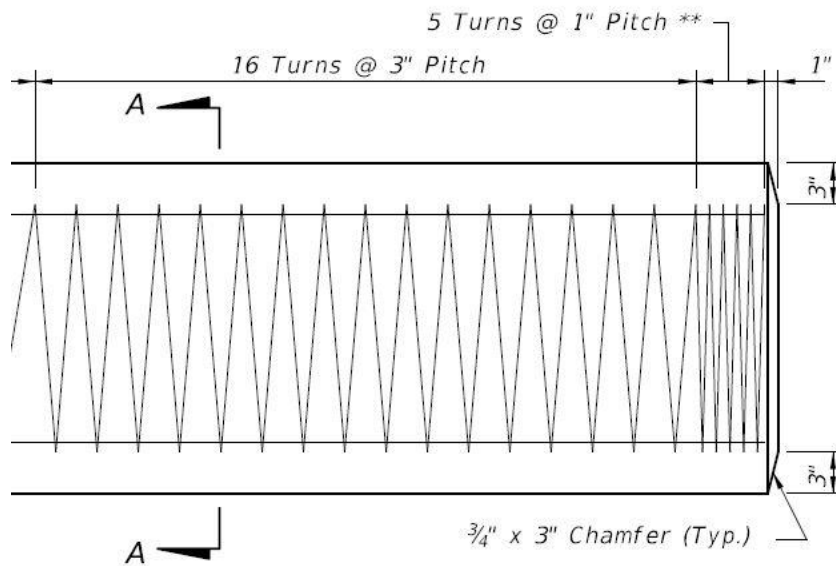 5 Turns @ 1" Pitch **
16 Turns @ 3" Pitch
1"
A
3"
3"
¾" x 3" Chamfer (Typ.)
A